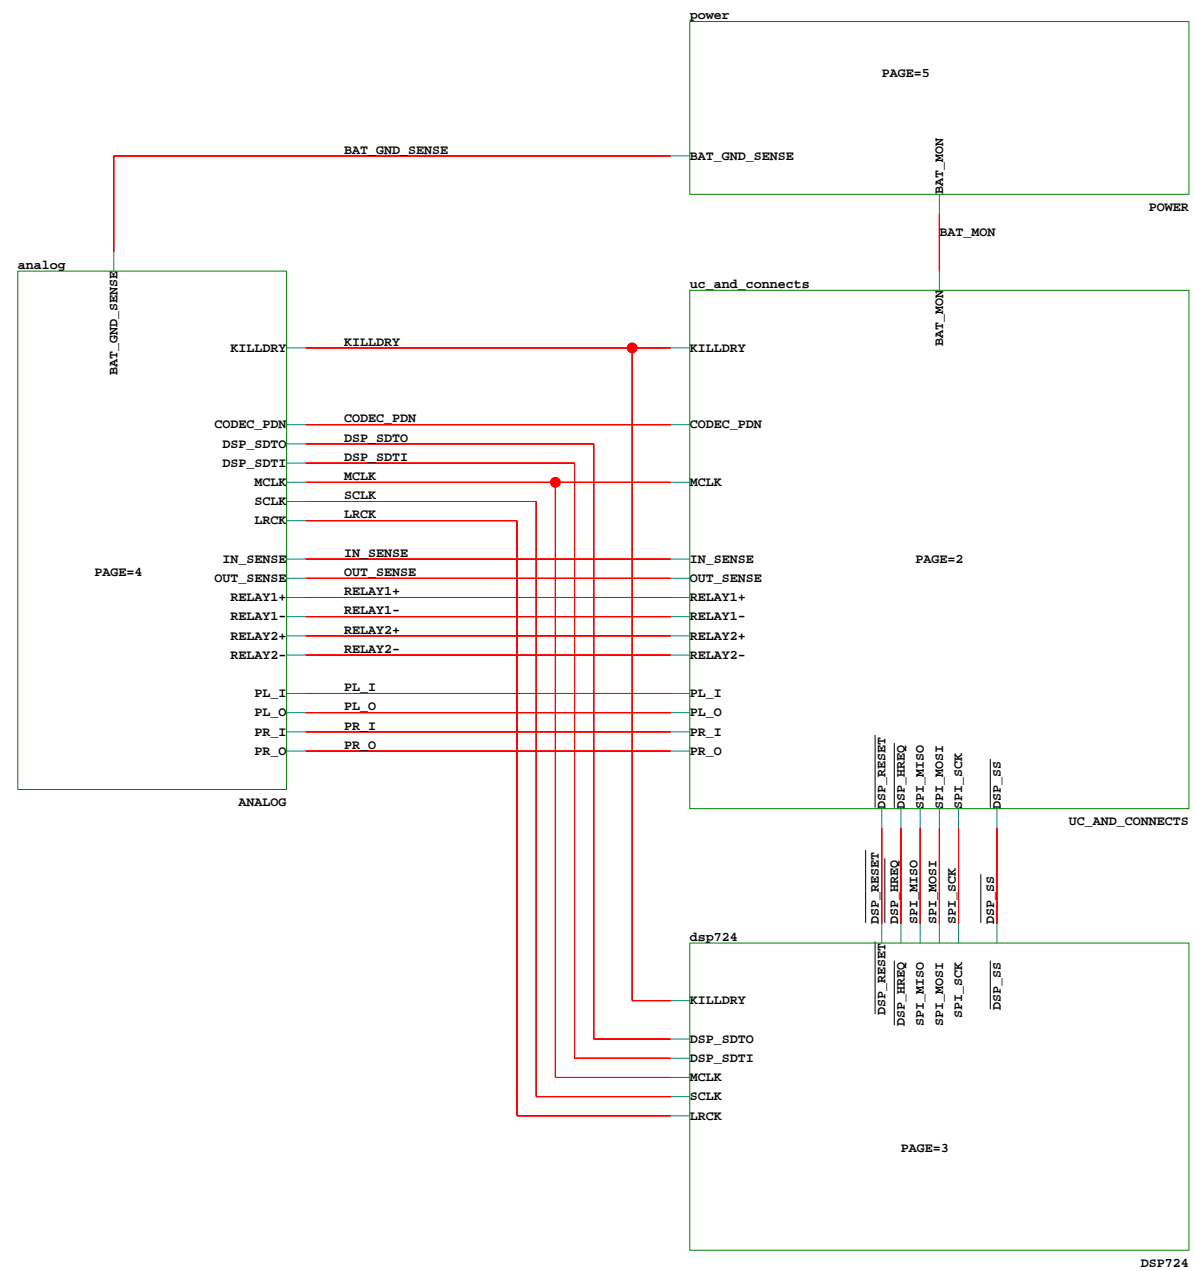 power
PAGE=5
BAT_GND_SENSE
BAT_GND_SENSE
BAT_MON
POWER
BAT_MON
analog
BAT_GND_SENSE
uc_and_connects
BAT_MON
KILLDRY
KILLDRY
KILLDRY
CODEC_PDN
CODEC_PDN
CODEC_PDN
DSP_SDTO
DSP_SDTO
DSP_SDTI
DSP_SDTI
MCLK
MCLK
MCLK
SCLK
SCLK
LRCK
LRCK
IN_SENSE
IN_SENSE
IN_SENSE
PAGE=4
PAGE=2
OUT_SENSE
OUT_SENSE
OUT_SENSE
RELAY1+
RELAY1+
RELAY1+
RELAY1-
RELAY1-
RELAY1-
RELAY2+
RELAY2+
RELAY2+
RELAY2-
RELAY2-
RELAY2-
PL_I
PL_I
PL_I
PL_O
PL_O
PL_O
PR_I
PR_I
PR_I
PR_O
PR_O
PR_O
ANALOG
DSP_RESET
DSP_HREQ
SPI_MISO
SPI_MOSI
SPI_SCK
DSP_SS
UC_AND_CONNECTS
DSP_RESET
DSP_HREQ
SPI_MISO
SPI_MOSI
SPI_SCK
DSP_SS
dsp724
DSP_RESET
DSP_HREQ
SPI_MISO
SPI_MOSI
SPI_SCK
DSP_SS
KILLDRY
DSP_SDTO
DSP_SDTI
MCLK
SCLK
LRCK
PAGE=3
DSP724